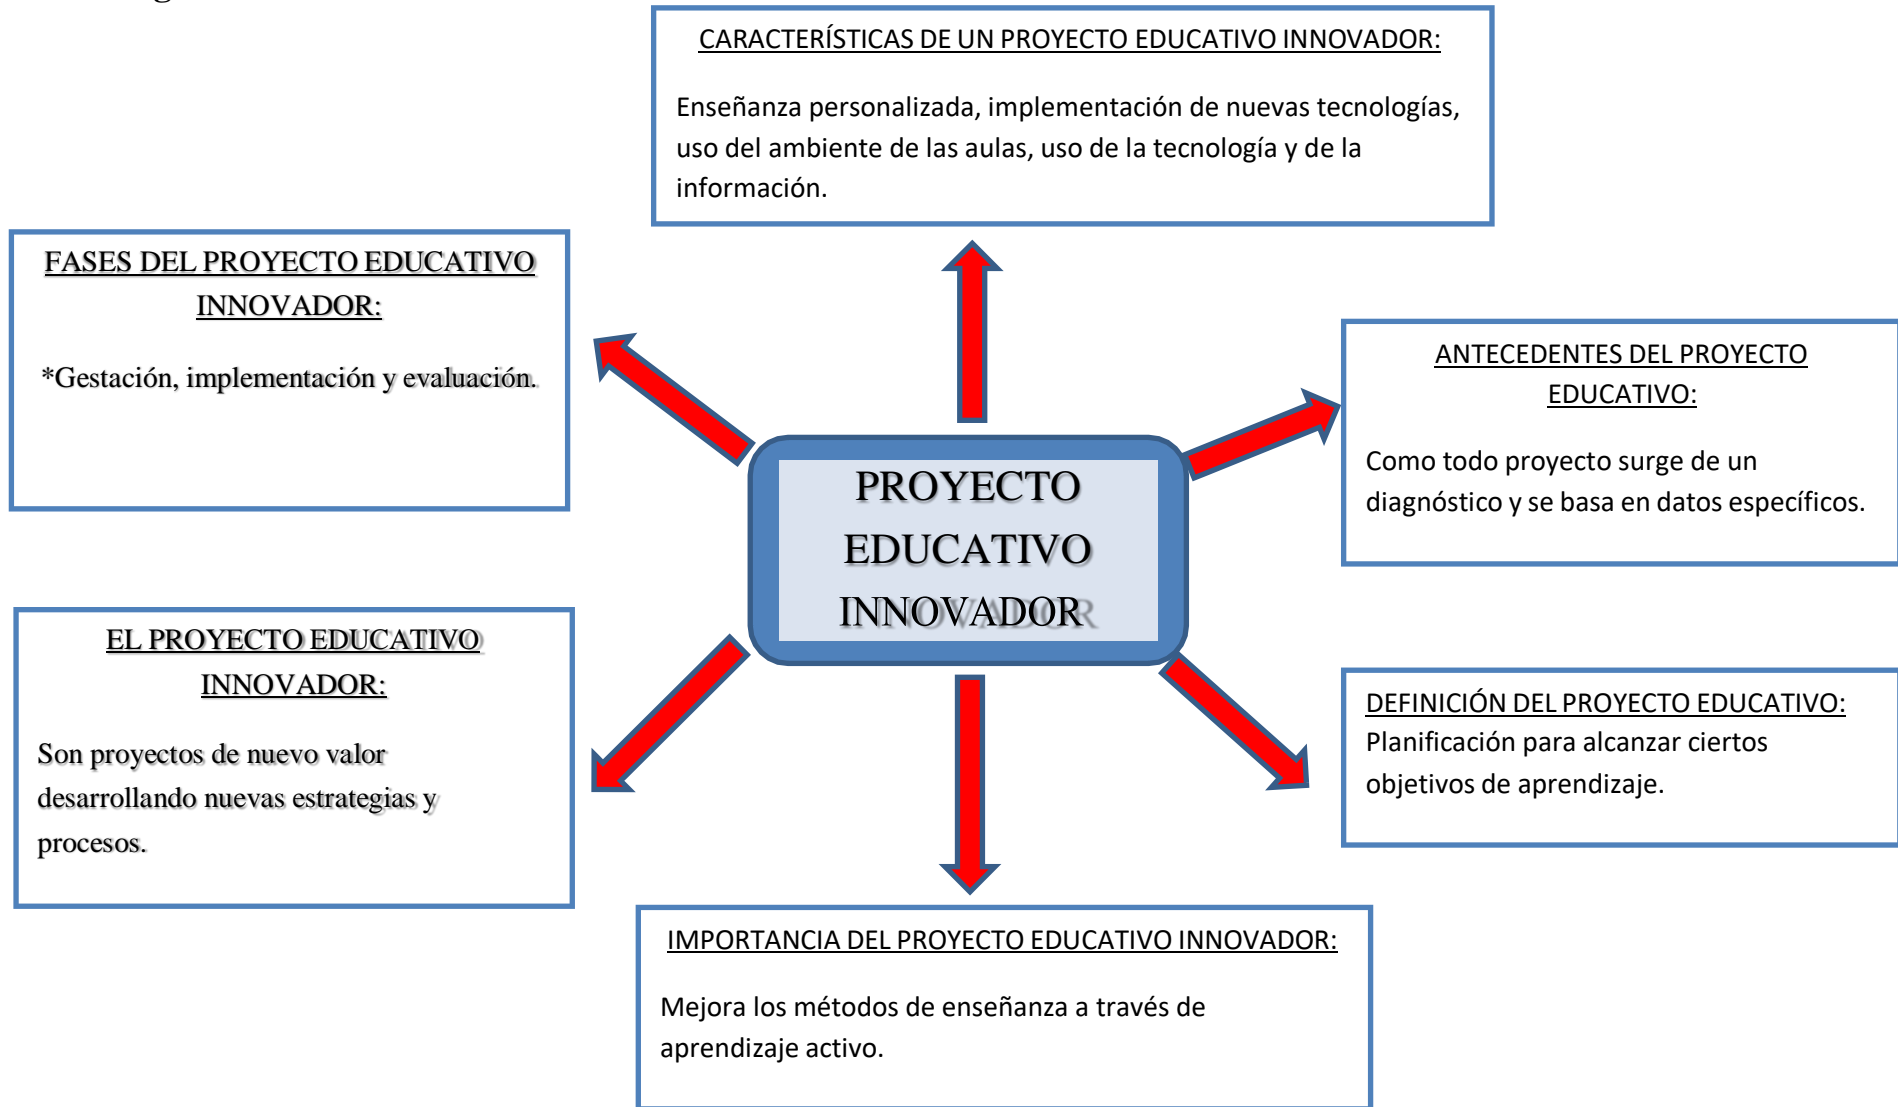 CARACTERÍSTICAS DE UN PROYECTO EDUCATIVO INNOVADOR:
Enseñanza personalizada, implementación de nuevas tecnologías,
uso del ambiente de las aulas, uso de la tecnología y de la
información.
FASES DEL PROYECTO EDUCATIVO
INNOVADOR:
*Gestación, implementación y evaluación.
ANTECEDENTES DEL PROYECTO
EDUCATIVO:
Como todo proyecto surge de un
diagnóstico y se basa en datos específicos.
PROYECTO
EDUCATIVO
INNOVADOR
EL PROYECTO EDUCATIVO
INNOVADOR:
Son proyectos de nuevo valor
desarrollando nuevas estrategias y
procesos.
DEFINICIÓN DEL PROYECTO EDUCATIVO:
Planificación para alcanzar ciertos
objetivos de aprendizaje.
IMPORTANCIA DEL PROYECTO EDUCATIVO INNOVADOR:
Mejora los métodos de enseñanza a través de
aprendizaje activo.